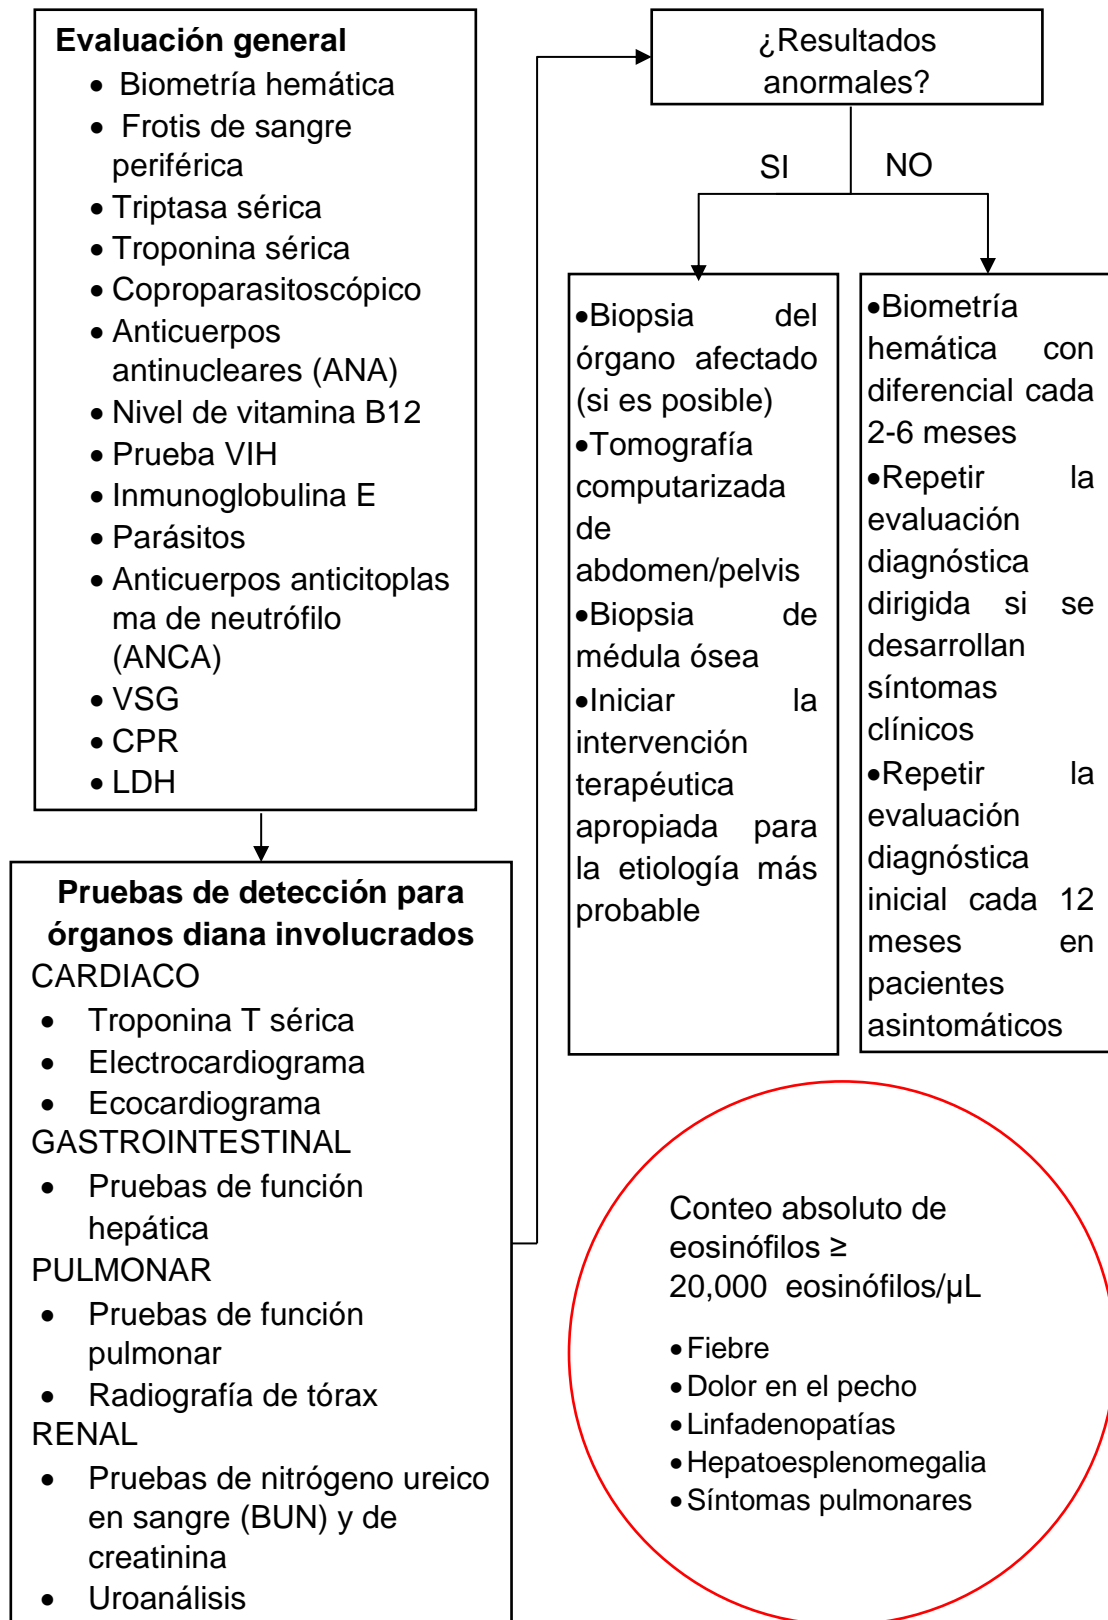 Evaluación general
• Biometría hemática
• Frotis de sangre
periférica
• Triptasa sérica
• Troponina sérica
• Coproparasitoscópico
• Anticuerpos
antinucleares (ANA)
• Nivel de vitamina B12
• Prueba VIH
• Inmunoglobulina E
• Parásitos
• Anticuerpos anticitoplas
ma de neutrófilo
(ANCA)
• VSG
• CPR
• LDH
Pruebas de detección para
órganos diana involucrados
CARDIACO
• Troponina T sérica
• Electrocardiograma
• Ecocardiograma
GASTROINTESTINAL
• Pruebas de función
hepática
PULMONAR
• Pruebas de función
pulmonar
• Radiografía de tórax
RENAL
• Pruebas de nitrógeno ureico
en sangre (BUN) y de
creatinina
• Uroanálisis
¿Resultados
anormales?
SI
NO
•Biopsia del
órgano afectado
(si es posible)
•Tomografía
computarizada
de
abdomen/pelvis
•Biopsia de
médula ósea
•Iniciar la
intervención
terapéutica
apropiada para
la etiología más
probable
•Biometría
hemática con
diferencial cada
2-6 meses
•Repetir la
evaluación
diagnóstica
dirigida si se
desarrollan
síntomas
clínicos
•Repetir la
evaluación
diagnóstica
inicial cada 12
meses en
pacientes
asintomáticos
Conteo absoluto de
eosinófilos ≥
20,000 eosinófilos/µL
•Fiebre
•Dolor en el pecho
•Linfadenopatías
•Hepatoesplenomegalia
•Síntomas pulmonares